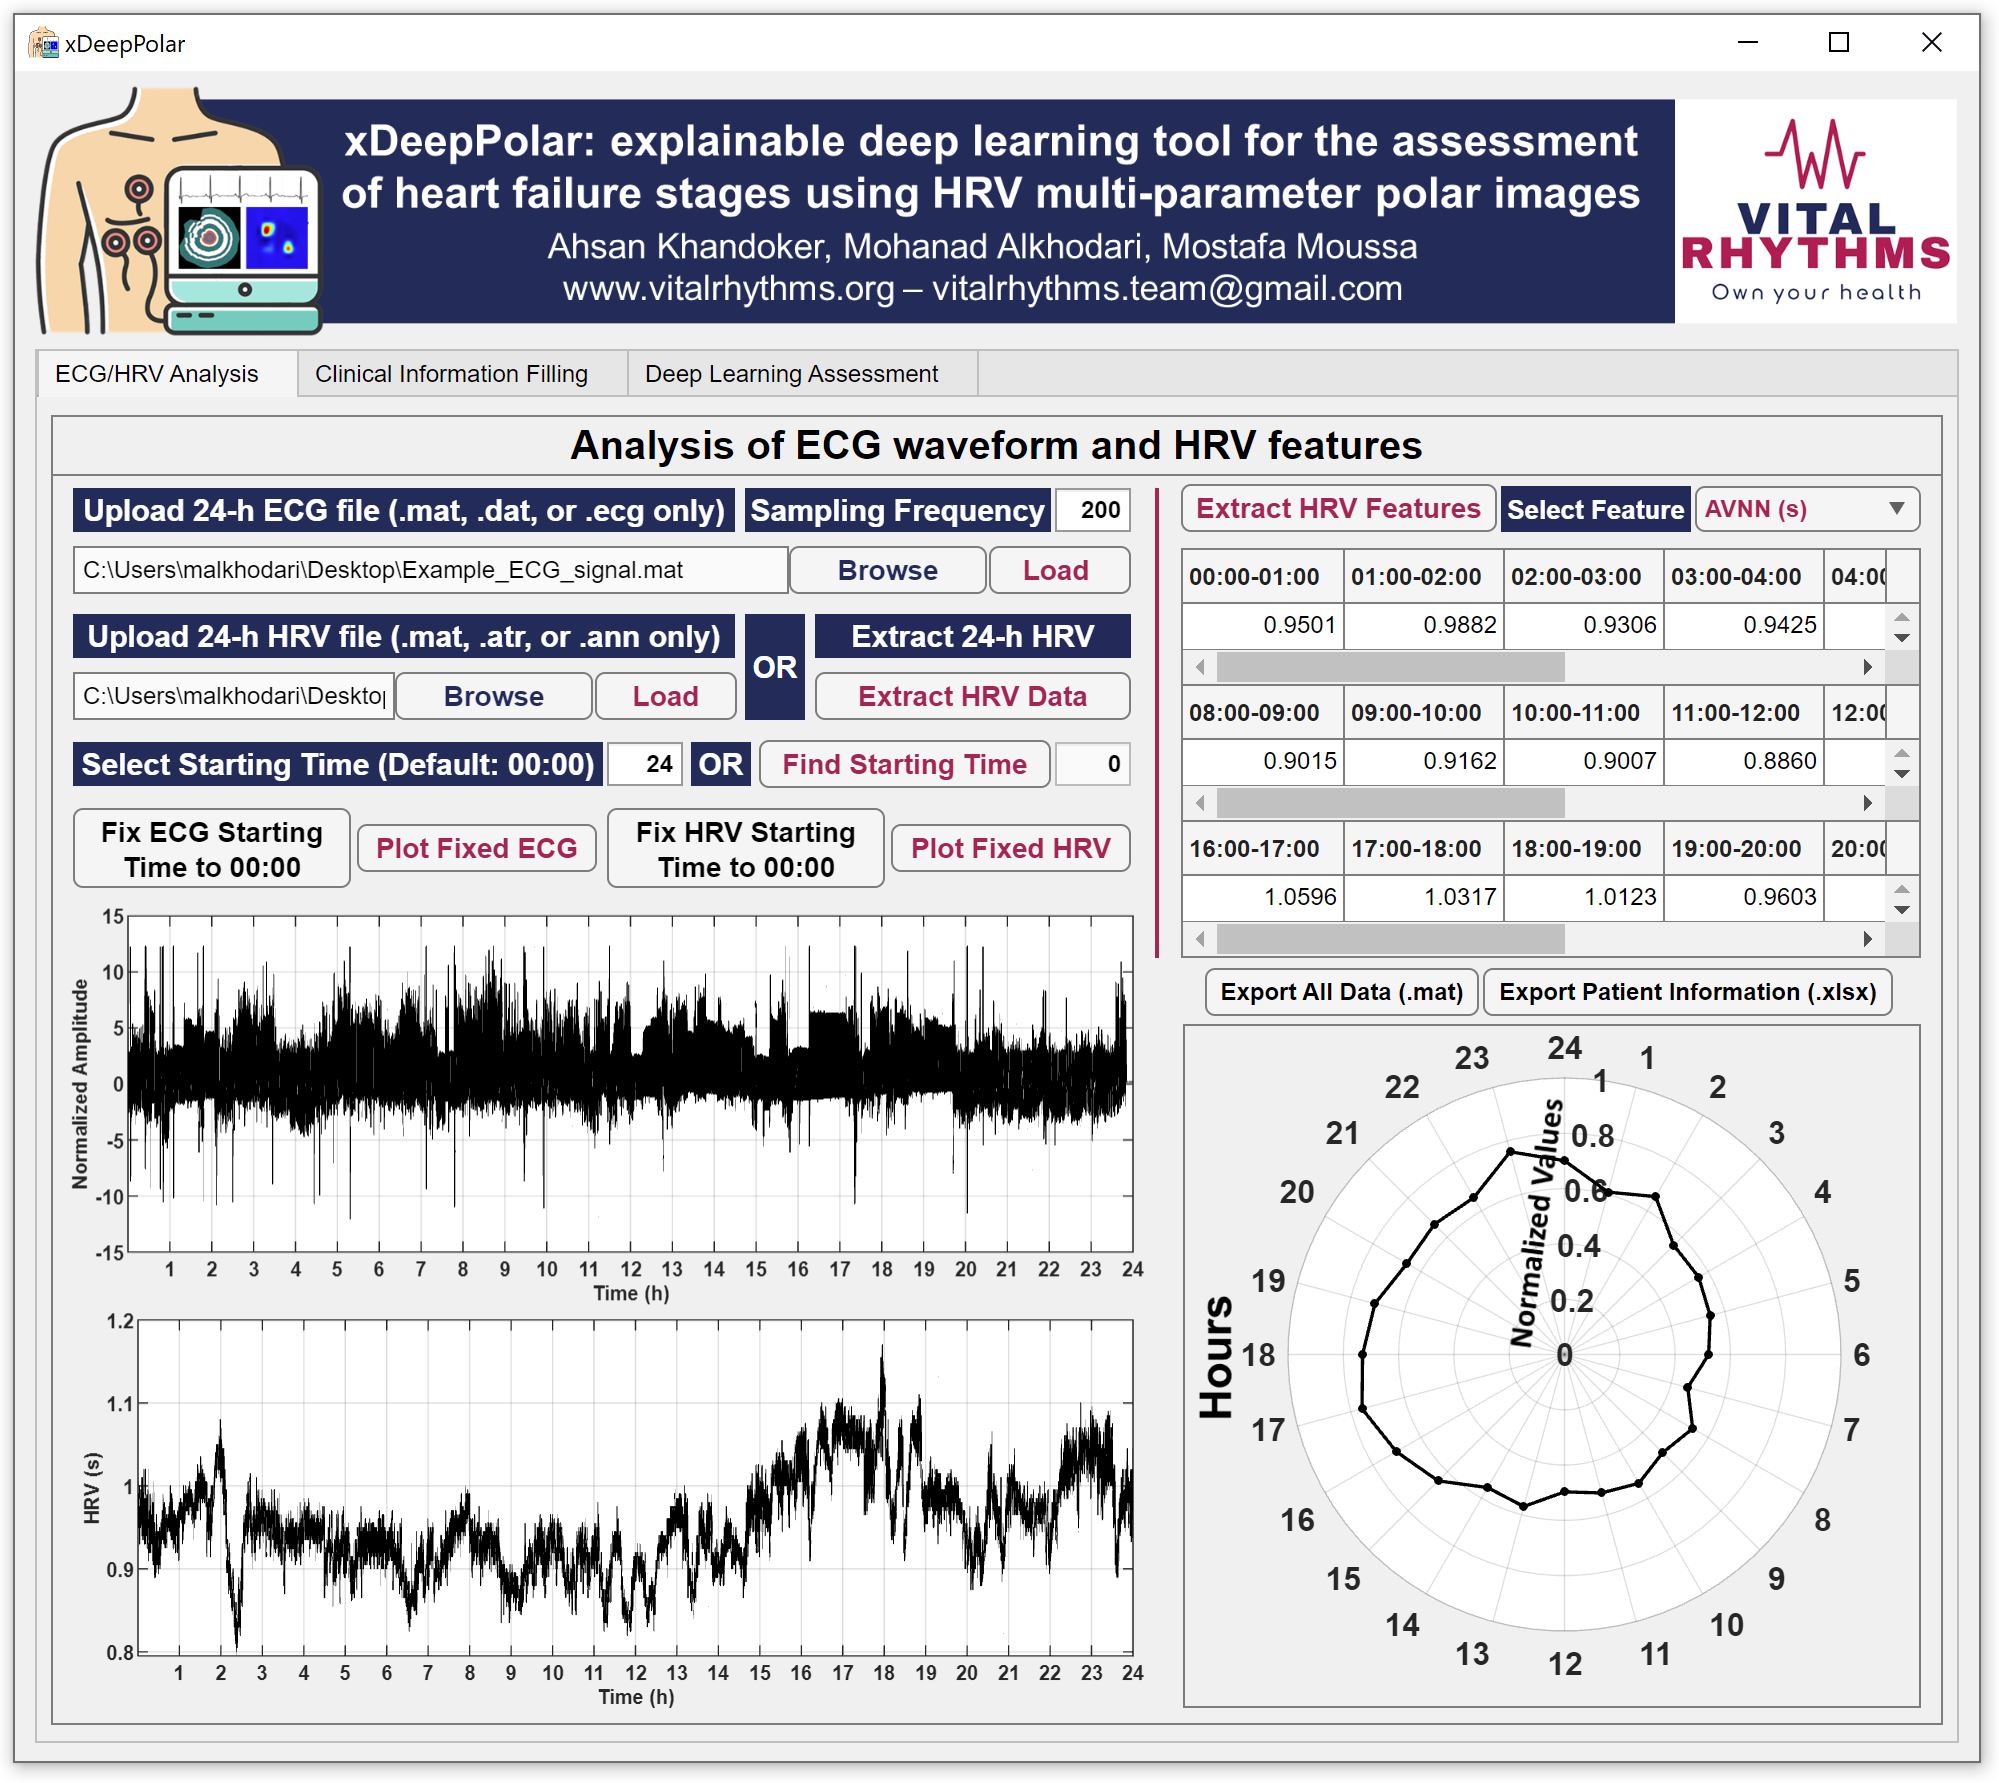 xDeepPolar
xDeepPolar: explainable deep learning tool for the assessment
of heart failure stages using HRV multi-parameter polar images
Ahsan Khandoker, Mohanad Alkhodari, Mostafa Moussa
www.vitalrhythms.org – vitalrhythms.team@gmail.com
VITAL
RHYTHMS
Own your health
ECG/HRV Analysis Clinical Information Filling Deep Learning Assessment
Analysis of ECG waveform and HRV features
Upload 24-h ECG file (.mat, .dat, or .ecg only) Sampling Frequency 200
C:\Users\malkhodari\Desktop\Example_ECG_signal.mat Browse Load
Upload 24-h HRV file (.mat, .atr, or .ann only) OR Extract 24-h HRV
C:\Users\malkhodari\Desktop Browse Load Extract HRV Data
Select Starting Time (Default: 00:00) 24 OR Find Starting Time 0
Fix ECG Starting
Time to 00:00
Plot Fixed ECG
Fix HRV Starting
Time to 00:00
Plot Fixed HRV
15
10
5
0
-5
-10
-15
Normalized Amplitude
1 2 3 4 5 6 7 8 9 10 11 12 13 14 15 16 17 18 19 20 21 22 23 24
Time (h)
1.2
1.1
1
0.9
0.8
HRV (s)
1 2 3 4 5 6 7 8 9 10 11 12 13 14 15 16 17 18 19 20 21 22 23 24
Time (h)
Extract HRV Features Select Feature AVNN (s)
00:00-01:00 01:00-02:00 02:00-03:00 03:00-04:00 04:00
0.9501 0.9882 0.9306 0.9425
08:00-09:00 09:00-10:00 10:00-11:00 11:00-12:00 12:00
0.9015 0.9162 0.9007 0.8860
16:00-17:00 17:00-18:00 18:00-19:00 19:00-20:00 20:00
1.0596 1.0317 1.0123 0.9603
Export All Data (.mat) Export Patient Information (.xlsx)
24
1
2
3
4
5
6
7
8
9
10
11
12
13
14
15
16
17
18
19
20
21
22
23
1
0.8
0.6
0.4
0.2
0
Normalized Values
Hours